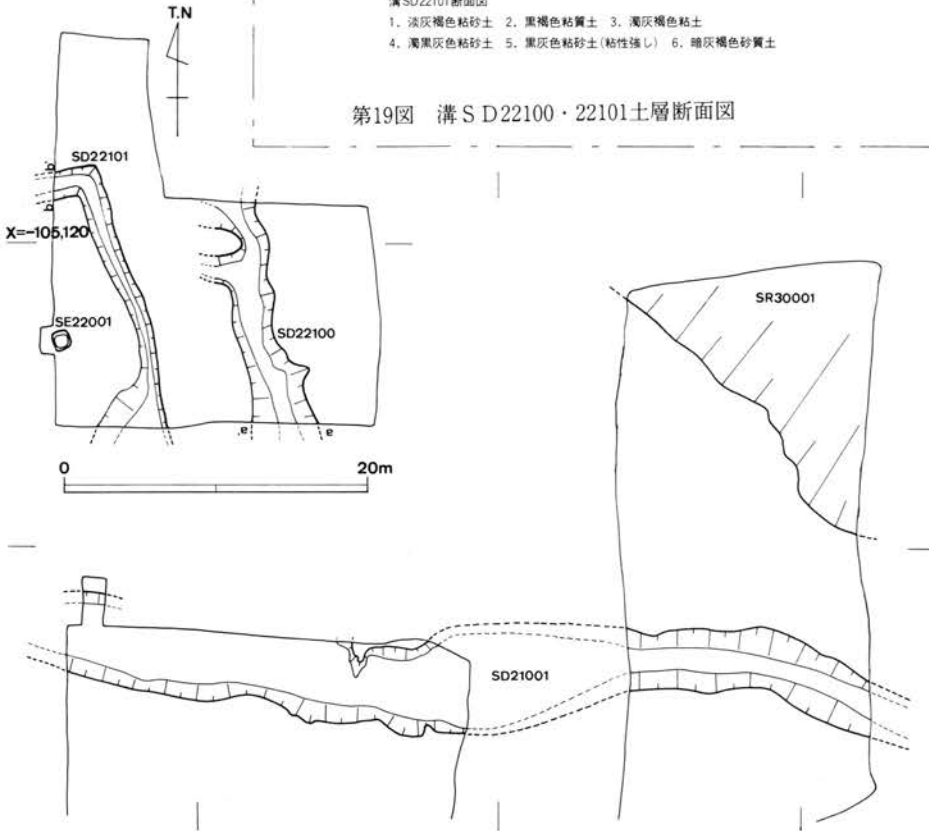 溝SD22101断面図
1. 淡灰褐色粘砂土 2. 黒褐色粘質土 3. 濁灰褐色粘土
4. 濁黒灰色粘砂土 5. 黒灰色粘砂土(粘性強し) 6. 暗灰褐色砂質土
第19図 溝SD22100・22101土層断面図
T.N
b'
SD22101
b
X=-105,120
SE22001
SD22100
a'
a
0 20m
SR30001
SD21001